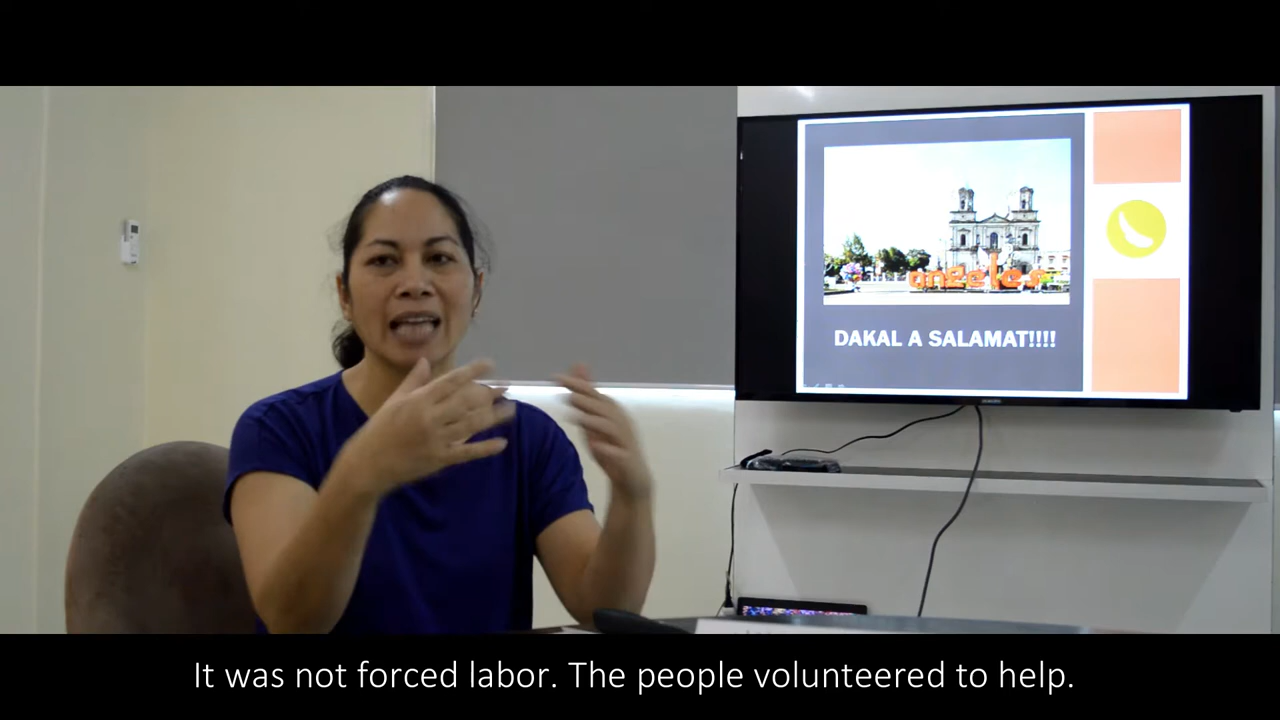 angeles
DAKAL A SALAMAT!!!!
It was not forced labor. The people volunteered to help.